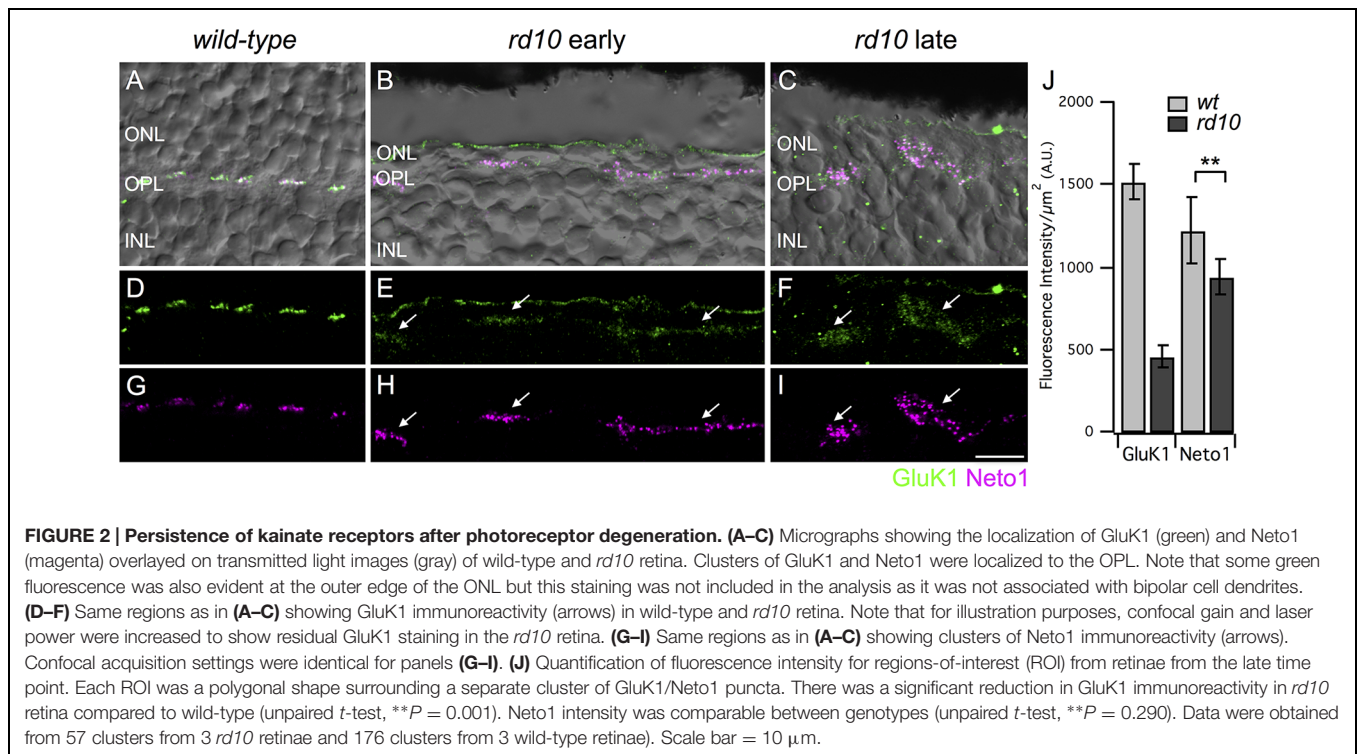 wild-type
rd10 early
rd10 late
A
ONL
OPL
INL
B
ONL
OPL
INL
C
ONL
OPL
INL
D
E
F
G
H
I
GluK1 Neto1
J
wt
rd10
**
Fluorescence Intensity/μm² (A.U.)
2000
1500
1000
500
0
GluK1 Neto1
FIGURE 2 | Persistence of kainate receptors after photoreceptor degeneration. (A–C) Micrographs showing the localization of GluK1 (green) and Neto1
(magenta) overlayed on transmitted light images (gray) of wild-type and rd10 retina. Clusters of GluK1 and Neto1 were localized to the OPL. Note that some green
fluorescence was also evident at the outer edge of the ONL but this staining was not included in the analysis as it was not associated with bipolar cell dendrites.
(D–F) Same regions as in (A–C) showing GluK1 immunoreactivity (arrows) in wild-type and rd10 retina. Note that for illustration purposes, confocal gain and laser
power were increased to show residual GluK1 staining in the rd10 retina. (G–I) Same regions as in (A–C) showing clusters of Neto1 immunoreactivity (arrows).
Confocal acquisition settings were identical for panels (G–I). (J) Quantification of fluorescence intensity for regions-of-interest (ROI) from retinae from the late time
point. Each ROI was a polygonal shape surrounding a separate cluster of GluK1/Neto1 puncta. There was a significant reduction in GluK1 immunoreactivity in rd10
retina compared to wild-type (unpaired t-test, **P = 0.001). Neto1 intensity was comparable between genotypes (unpaired t-test, **P = 0.290). Data were obtained
from 57 clusters from 3 rd10 retinae and 176 clusters from 3 wild-type retinae). Scale bar = 10 μm.